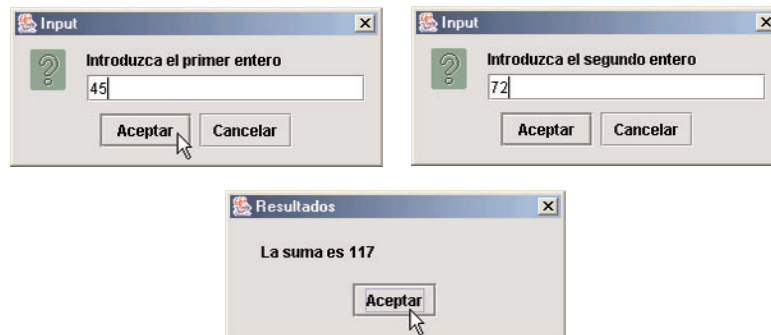 Input
Introduzca el primer entero
45
Aceptar Cancelar
Input
Introduzca el segundo entero
72
Aceptar Cancelar
Resultados
La suma es 117
Aceptar